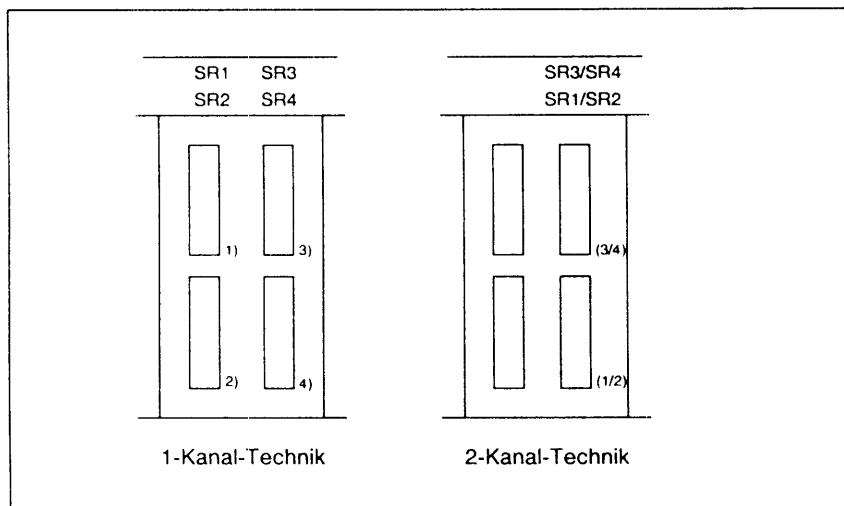 SR1 SR3
SR2 SR4
1) 3)
2) 4)
1-Kanal-Technik
SR3/SR4
SR1/SR2
(3/4)
(1/2)
2-Kanal-Technik